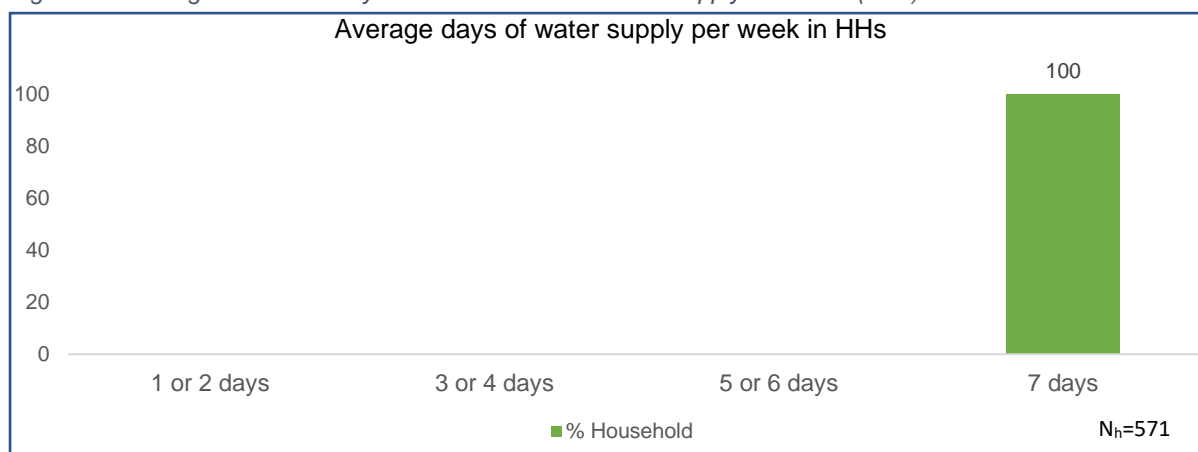 Average days of water supply per week in HHs
100
100
80
60
40
20
0
1 or 2 days 3 or 4 days 5 or 6 days 7 days
% Household
Nₕ=571